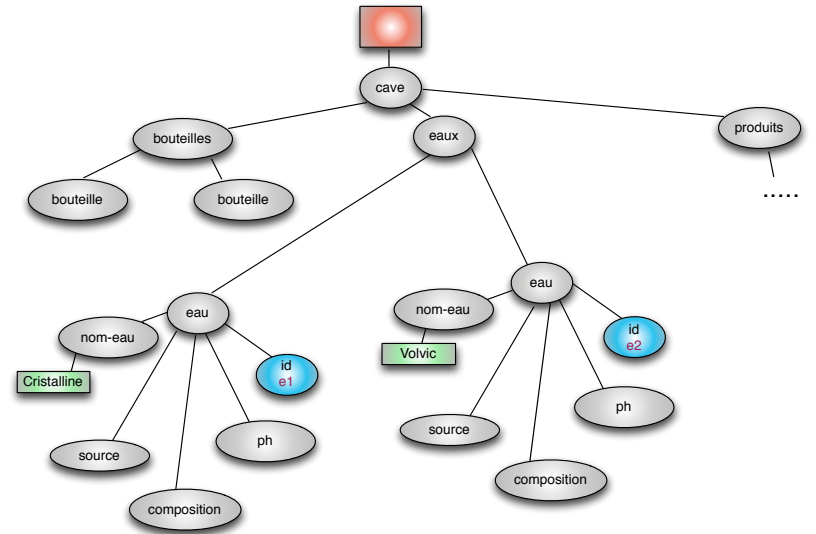 cave
bouteilles
eaux
produits
bouteille
bouteille
.....
eau
nom-eau
Cristalline
id
e1
source
composition
ph
eau
nom-eau
Volvic
id
e2
source
composition
ph